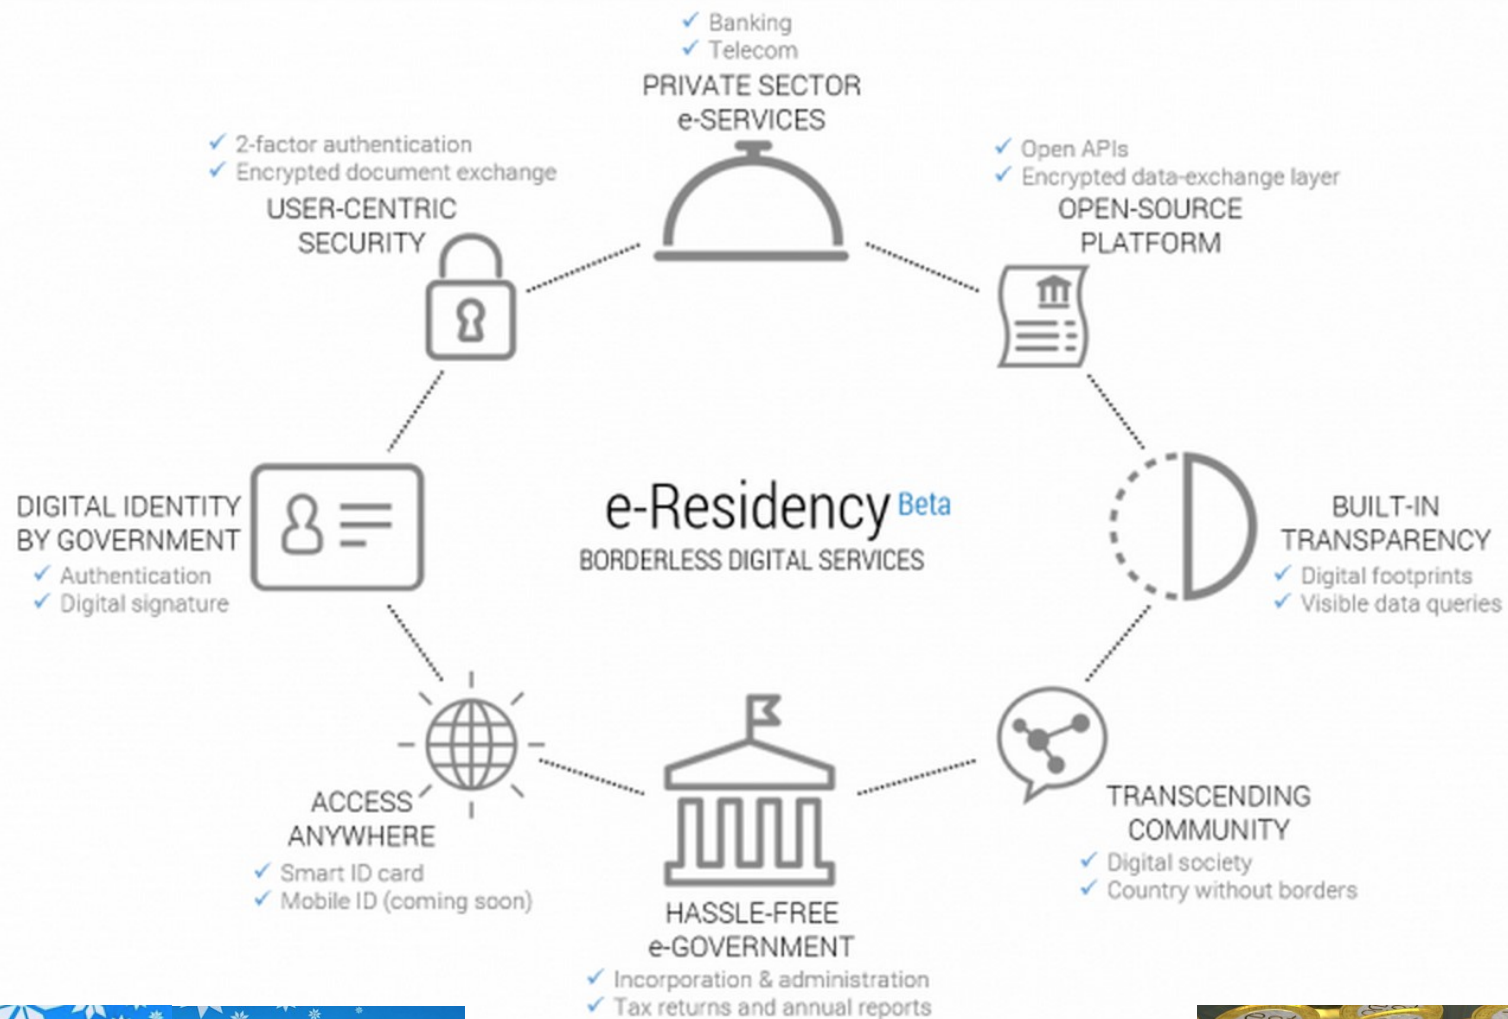 Banking
Telecom
PRIVATE SECTOR
e-SERVICES
2-factor authentication
Encrypted document exchange
USER-CENTRIC
SECURITY
Open APIs
Encrypted data-exchange layer
OPEN-SOURCE
PLATFORM
DIGITAL IDENTITY
BY GOVERNMENT
Authentication
Digital signature
e-Residency Beta
BORDERLESS DIGITAL SERVICES
BUILT-IN
TRANSPARENCY
Digital footprints
Visible data queries
ACCESS
ANYWHERE
Smart ID card
Mobile ID (coming soon)
HASSLE-FREE
e-GOVERNMENT
Incorporation & administration
Tax returns and annual reports
TRANSCENDING
COMMUNITY
Digital society
Country without borders